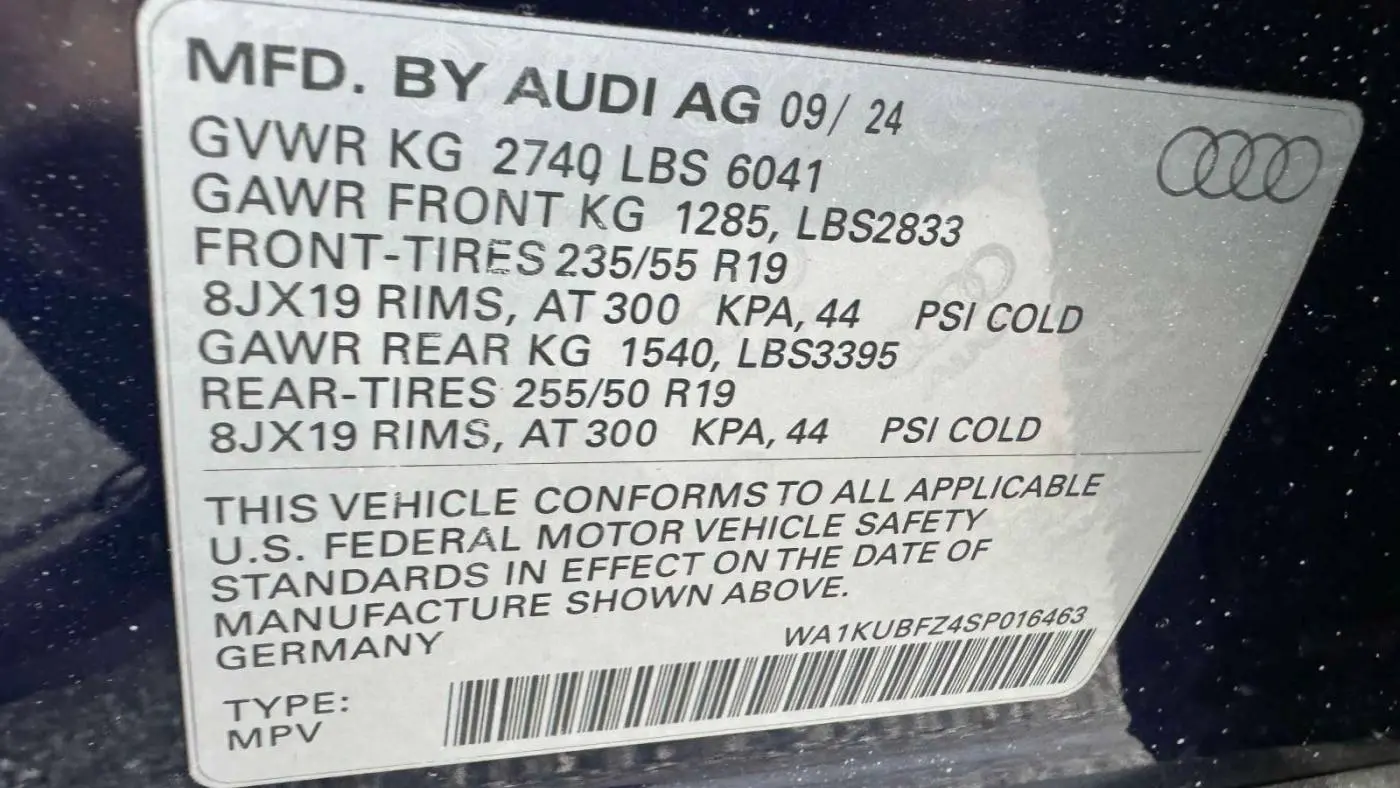 MFD. BY AUDI AG 09/ 24
GVWR KG 2740 LBS 6041
GAWR FRONT KG 1285, LBS2833
FRONT-TIRES 235/55 R19
8JX19 RIMS, AT 300 KPA, 44 PSI COLD
GAWR REAR KG 1540, LBS3395
REAR-TIRES 255/50 R19
8JX19 RIMS, AT 300 KPA, 44 PSI COLD
THIS VEHICLE CONFORMS TO ALL APPLICABLE
U.S. FEDERAL MOTOR VEHICLE SAFETY
STANDARDS IN EFFECT ON THE DATE OF
MANUFACTURE SHOWN ABOVE.
GERMANY
WA1KUBFZ4SP016463
TYPE:
MPV